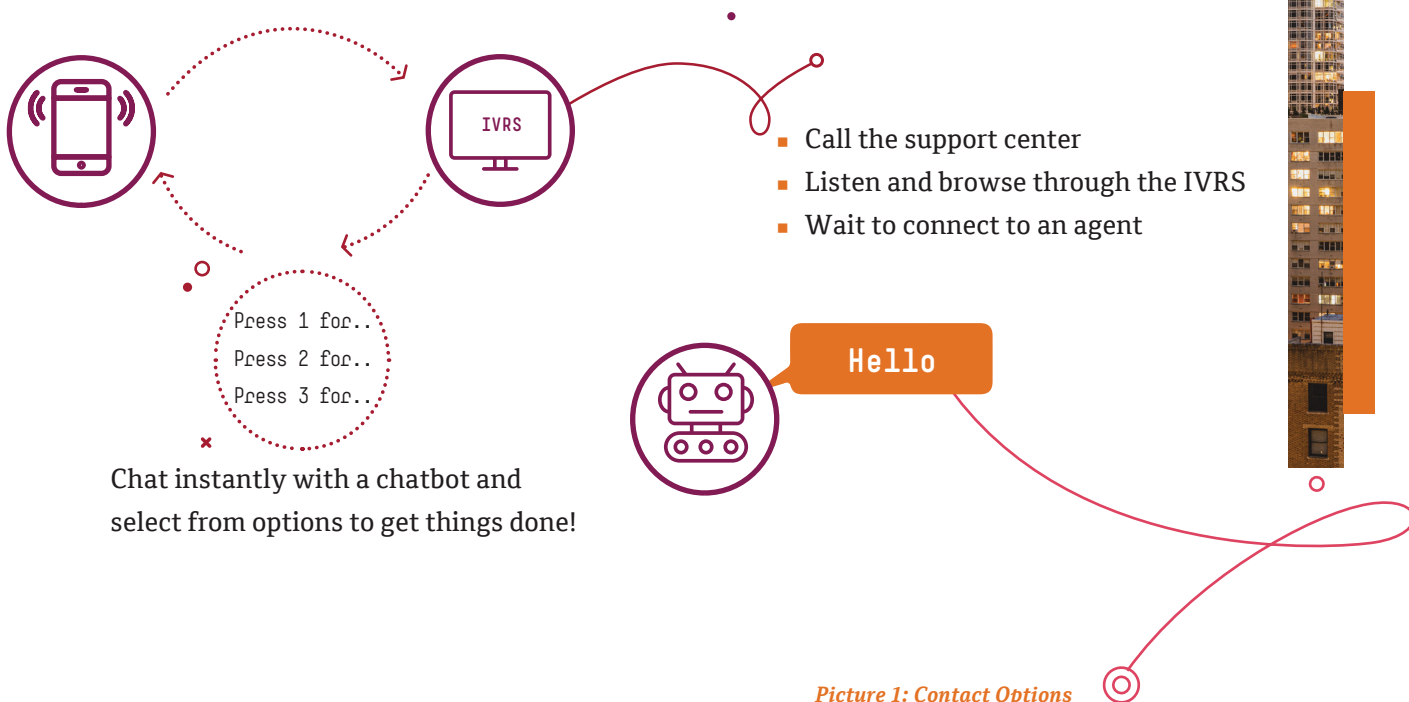 IVRS
■ Call the support center
■ Listen and browse through the IVRS
■ Wait to connect to an agent
Press 1 for..
Press 2 for..
Press 3 for..
Hello
Chat instantly with a chatbot and
select from options to get things done!
Picture 1: Contact Options